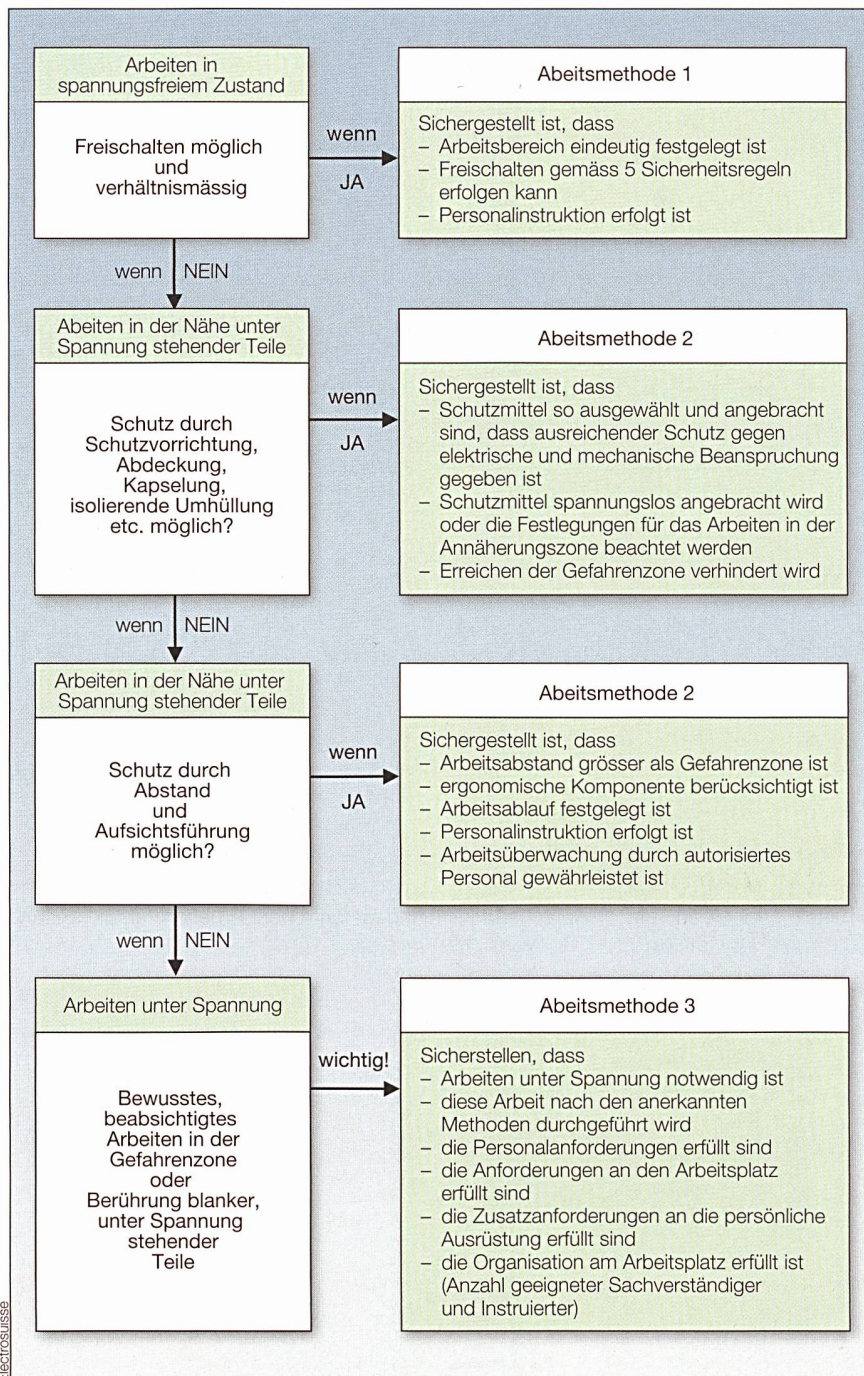 Arbeiten in
spannungsfreiem Zustand
Freischalten möglich
und
verhältnismässig
wenn
JA
Abeitsmethode 1
Sichergestellt ist, dass
– Arbeitsbereich eindeutig festgelegt ist
– Freischalten gemäss 5 Sicherheitsregeln
erfolgen kann
– Personalinstruktion erfolgt ist
wenn NEIN
Abeiten in der Nähe unter
Spannung stehender Teile
Schutz durch
Schutzvorrichtung,
Abdeckung,
Kapselung,
isolierende Umhüllung
etc. möglich?
wenn
JA
Abeitsmethode 2
Sichergestellt ist, dass
– Schutzmittel so ausgewählt und angebracht
sind, dass ausreichender Schutz gegen
elektrische und mechanische Beanspruchung
gegeben ist
– Schutzmittel spannungslos angebracht wird
oder die Festlegungen für das Arbeiten in der
Annäherungszone beachtet werden
– Erreichen der Gefahrenzone verhindert wird
wenn NEIN
Arbeiten in der Nähe unter
Spannung stehender Teile
Schutz durch
Abstand
und
Aufsichtsführung
möglich?
wenn
JA
Abeitsmethode 2
Sichergestellt ist, dass
– Arbeitsabstand grösser als Gefahrenzone ist
– ergonomische Komponente berücksichtigt ist
– Arbeitsablauf festgelegt ist
– Personalinstruktion erfolgt ist
– Arbeitsüberwachung durch autorisiertes
Personal gewährleistet ist
wenn NEIN
Arbeiten unter Spannung
Bewusstes,
beabsichtigtes
Arbeiten in der
Gefahrenzone
oder
Berührung blanker,
unter Spannung
stehender
Teile
wichtig!
Abeitsmethode 3
Sicherstellen, dass
– Arbeiten unter Spannung notwendig ist
– diese Arbeit nach den anerkannten
Methoden durchgeführt wird
– die Personalanforderungen erfüllt sind
– die Anforderungen an den Arbeitsplatz
erfüllt sind
– die Zusatzanforderungen an die persönliche
Ausrüstung erfüllt sind
– die Organisation am Arbeitsplatz erfüllt ist
(Anzahl geeigneter Sachverständiger
und Instruierter)